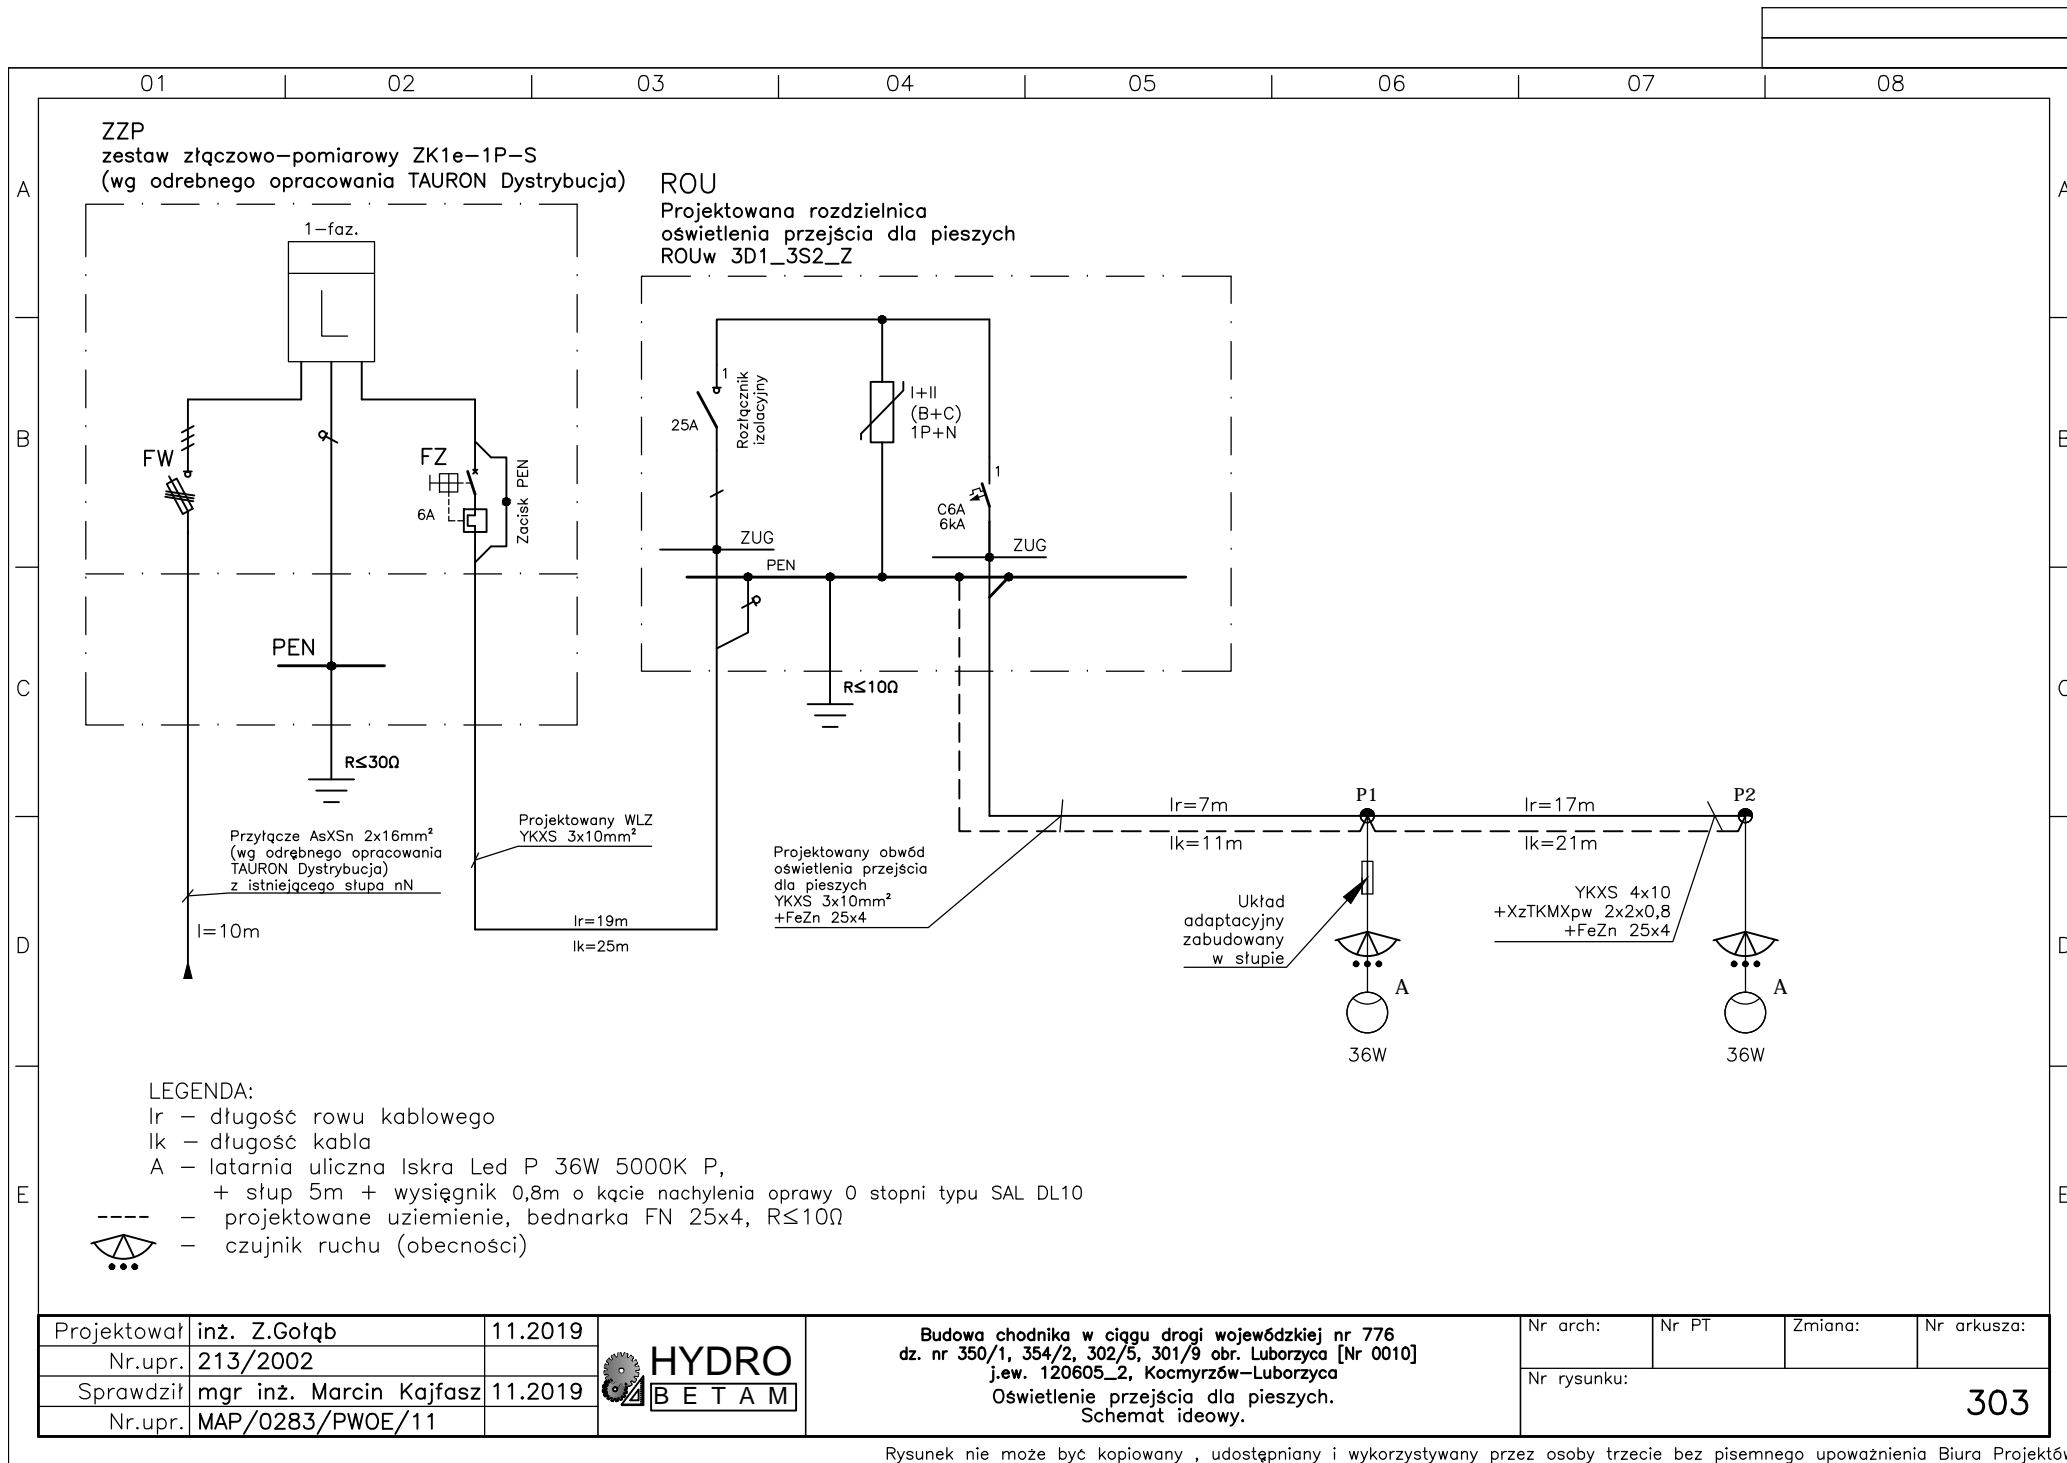 01 02 03 04 05 06 07 08
A
B
C
D
E
A
B
C
D
E
ZZP
zestaw złączowo-pomiarowy ZK1e-1P-S
(wg odrebnego opracowania TAURON Dystrybucja)
1-faz.
FW
FZ
6A
Zacisk PEN
PEN
R≤30Ω
Przyłącze AsXSn 2x16mm²
(wg odrębnego opracowania
TAURON Dystrybucja)
z istniejącego słupa nN
l=10m
Projektowany WLZ
YKXS 3x10mm²
lr=19m
lk=25m
ROU
Projektowana rozdzielnica
oświetlenia przejścia dla pieszych
ROUw 3D1_3S2_Z
1
25A
Rozłącznik
izolacyjny
I+II
(B+C)
1P+N
1
C6A
6kA
ZUG
ZUG
PEN
R≤10Ω
Projektowany obwód
oświetlenia przejścia
dla pieszych
YKXS 3x10mm²
+FeZn 25x4
lr=7m
lk=11m
P1
lr=17m
lk=21m
P2
Układ
adaptacyjny
zabudowany
w słupie
YKXS 4x10
+XzTKMXpw 2x2x0,8
+FeZn 25x4
A
36W
A
36W
LEGENDA:
lr - długość rowu kablowego
lk - długość kabla
A - latarnia uliczna Iskra Led P 36W 5000K P,
+ słup 5m + wysięgnik 0,8m o kącie nachylenia oprawy 0 stopni typu SAL DL10
- projektowane uziemienie, bednarka FN 25x4, R≤10Ω
- czujnik ruchu (obecności)
Projektował inż. Z.Gołąb 11.2019
Nr.upr. 213/2002
Sprawdził mgr inż. Marcin Kajfasz 11.2019
Nr.upr. MAP/0283/PWOE/11
HYDRO
BETAM
Budowa chodnika w ciągu drogi wojewódzkiej nr 776
dz. nr 350/1, 354/2, 302/5, 301/9 obr. Luborzyca [Nr 0010]
j.ew. 120605_2, Kocmyrzów-Luborzyca
Oświetlenie przejścia dla pieszych.
Schemat ideowy.
Nr arch: Nr PT Zmiana: Nr arkusza:
Nr rysunku:
303
Rysunek nie może być kopiowany , udostępniany i wykorzystywany przez osoby trzecie bez pisemnego upoważnienia Biura Projektów